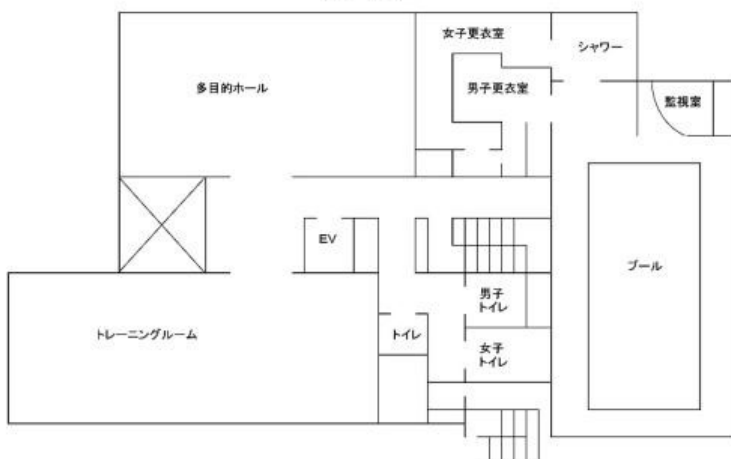 女子更衣室
シャワー
多目的ホール
男子更衣室
監視室
EV
プール
男子
トイレ
トレーニングルーム
トイレ
女子
トイレ